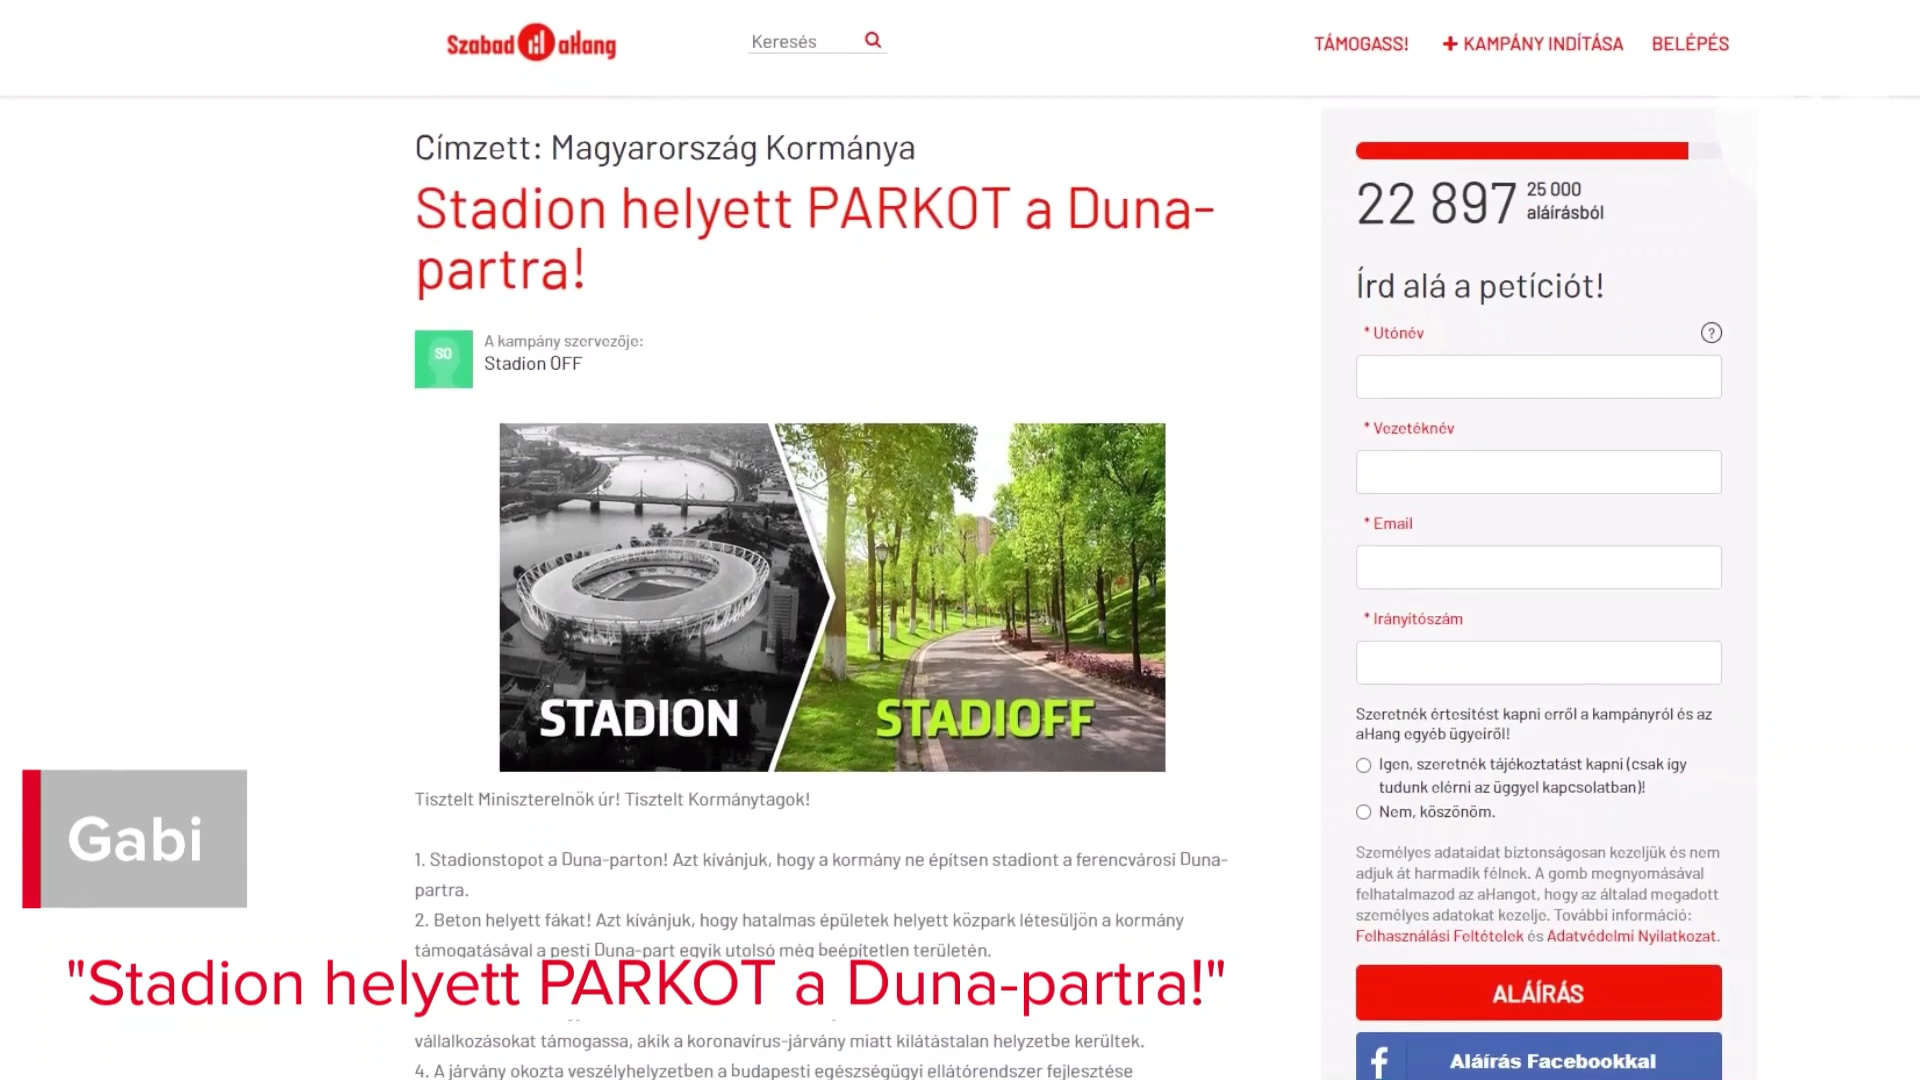 Szabad aHang
Keresés
TÁMOGASS!
KAMPÁNY INDÍTÁSA
BELÉPÉS
Címzett: Magyarország Kormánya
Stadion helyett PARKOT a Duna-
partra!
SO
A kampány szervezője:
Stadion OFF
STADION
STADIOFF
Tisztelt Miniszterelnök úr! Tisztelt Kormánytagok!
1. Stadionstopot a Duna-parton! Azt kívánjuk, hogy a kormány ne építsen stadiont a ferencvárosi Duna-
partra.
2. Beton helyett fákat! Azt kívánjuk, hogy hatalmas épületek helyett közpark létesüljön a kormány
támogatásával a pesti Duna-part egyik utolsó még beépítetlen területén.
vállalkozásokat támogassa, akik a koronavírus-járvány miatt kilátástalan helyzetbe kerültek.
4. A járvány okozta veszélyhelyzetben a budapesti egészségügyi ellátórendszer fejlesztése
22 897
25 000
aláírásból
Írd alá a petíciót!
* Utónév
?
* Vezetéknév
* Email
* Irányítószám
Szeretnék értesítést kapni erről a kampányról és az
aHang egyéb ügyeiről!
Igen, szeretnék tájékoztatást kapni (csak így
tudunk elérni az üggyel kapcsolatban)!
Nem, köszönöm.
Személyes adataidat biztonságosan kezeljük és nem
adjuk át harmadik félnek. A gomb megnyomásával
felhatalmazod az aHangot, hogy az általad megadott
személyes adatokat kezelje. További információ:
Felhasználási Feltételek és Adatvédelmi Nyilatkozat.
ALÁÍRÁS
f Aláírás Facebookkal
Gabi
"Stadion helyett PARKOT a Duna-partra!"